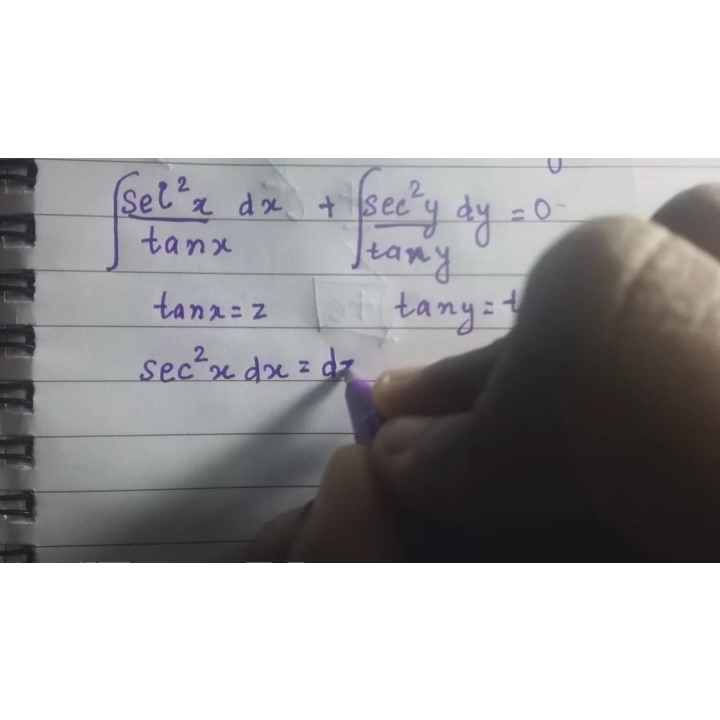 ∫ sec²x/tanx dx + ∫ sec²y/tany dy = 0
tanx = z tany = t
sec²x dx = dz